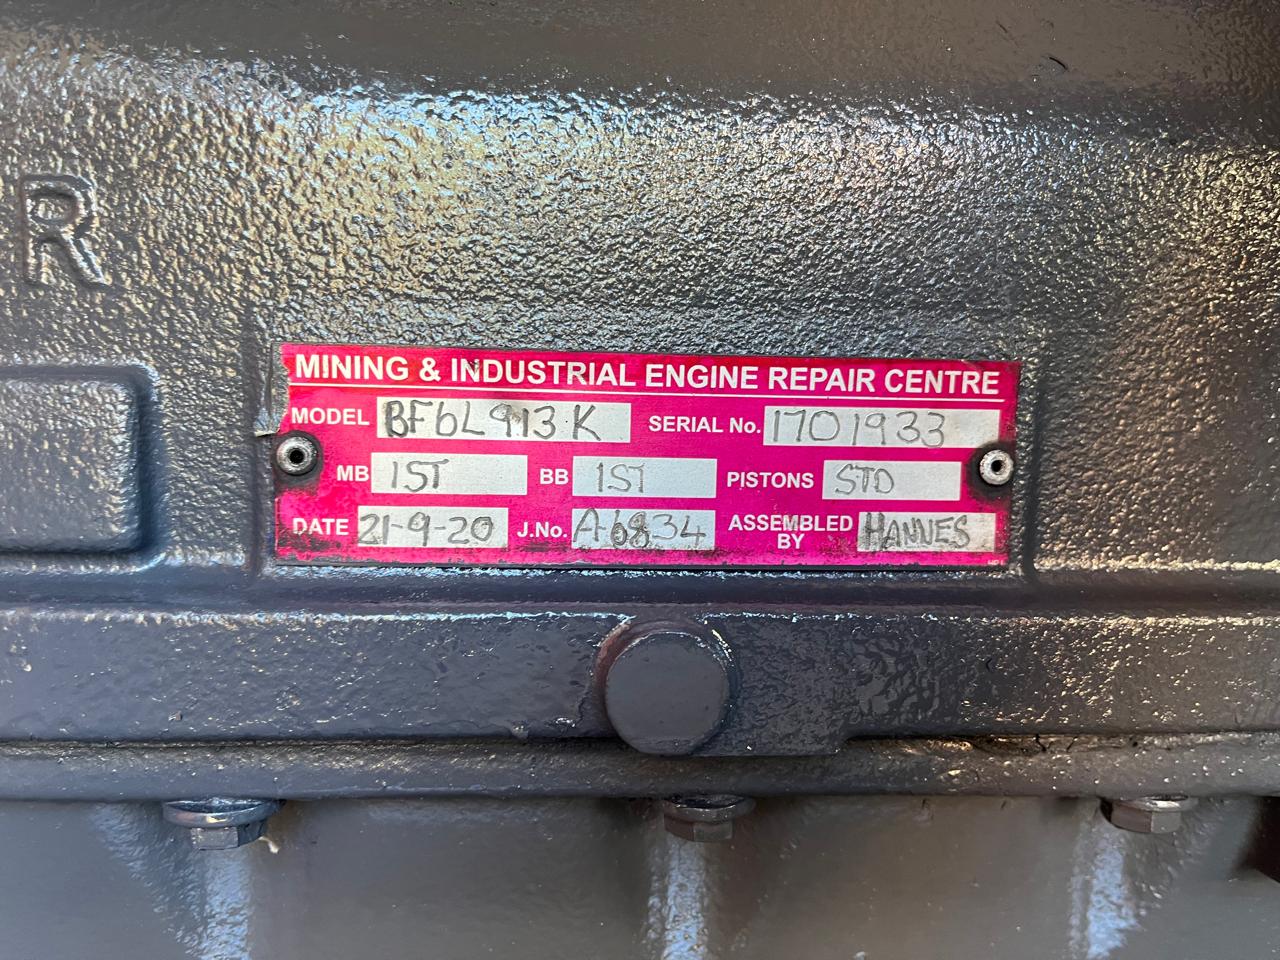 R
MINING & INDUSTRIAL ENGINE REPAIR CENTRE
MODEL BF6L913K SERIAL No. 1701933
MB 1ST BB 1ST PISTONS STD
DATE 21-9-20 J.No. A6834 ASSEMBLED BY HANNES